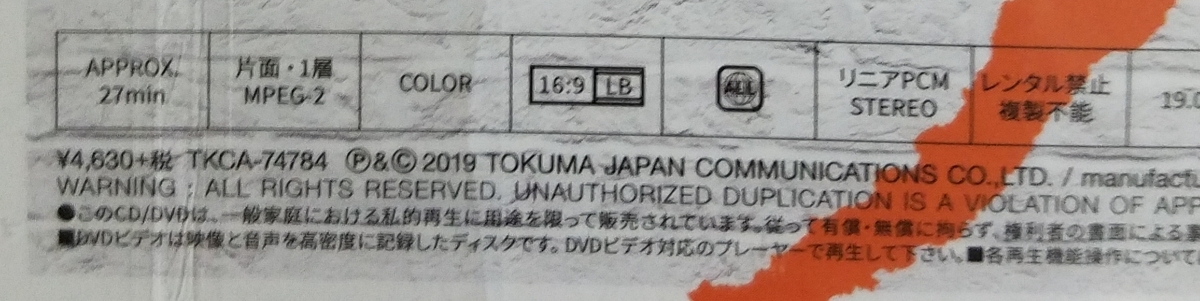 APPROX. 27min 片面・1層 MPEG-2 COLOR 16:9 LB ALL リニアPCM STEREO レンタル禁止 複製不能 19.0
¥4,630+税 TKCA-74784 Ⓟ&Ⓒ 2019 TOKUMA JAPAN COMMUNICATIONS CO.,LTD. / manufactu
WARNING : ALL RIGHTS RESERVED. UNAUTHORIZED DUPLICATION IS A VIOLATION OF APP
●このCD/DVDは、一般家庭における私的再生に用途を限って販売されています。従って有償・無償に拘らず、権利者の書面による事
■DVDビデオは映像と音声を高密度に記録したディスクです。DVDビデオ対応のプレーヤーで再生して下さい。■各再生機能操作については